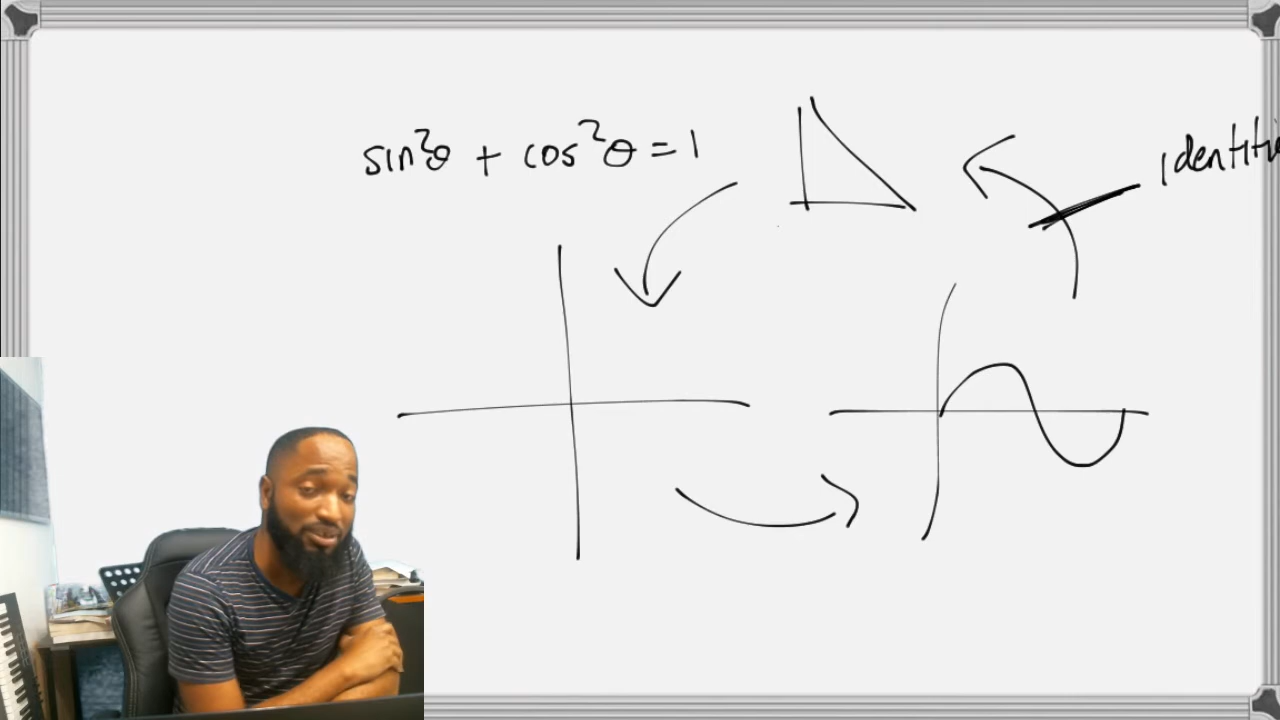 sin²θ + cos²θ = 1
identiti